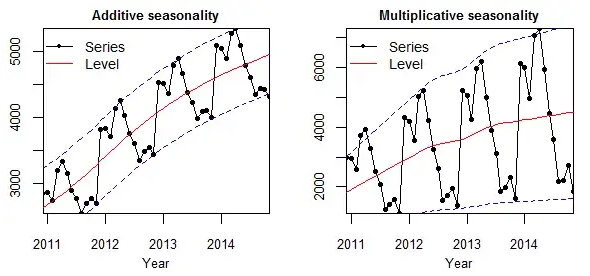 Additive seasonality
Series
Level
3000
4000
5000
2011
2012
2013
2014
Year
Multiplicative seasonality
Series
Level
2000
4000
6000
2011
2012
2013
2014
Year